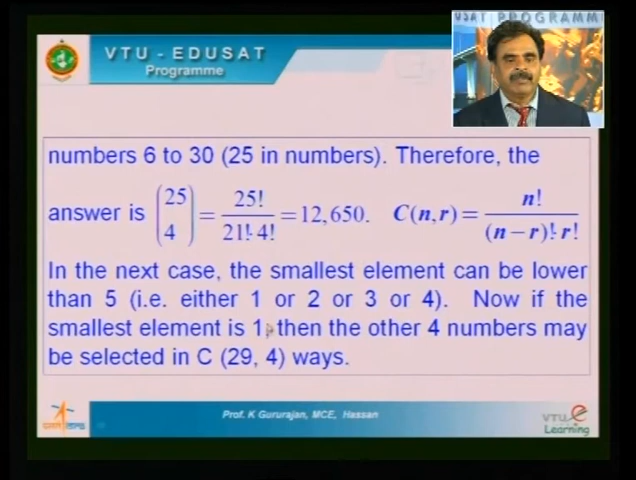 USAT PROGRAMM
VTU - EDUSAT
Programme
numbers 6 to 30 (25 in numbers). Therefore, the
answer is (25 4) = 25!/21!·4! = 12,650. C(n,r) = n!/(n−r)!·r!
In the next case, the smallest element can be lower
than 5 (i.e. either 1 or 2 or 3 or 4). Now if the
smallest element is 1, then the other 4 numbers may
be selected in C (29, 4) ways.
Prof. K Gururajan, MCE, Hassan
VTU e
Learning